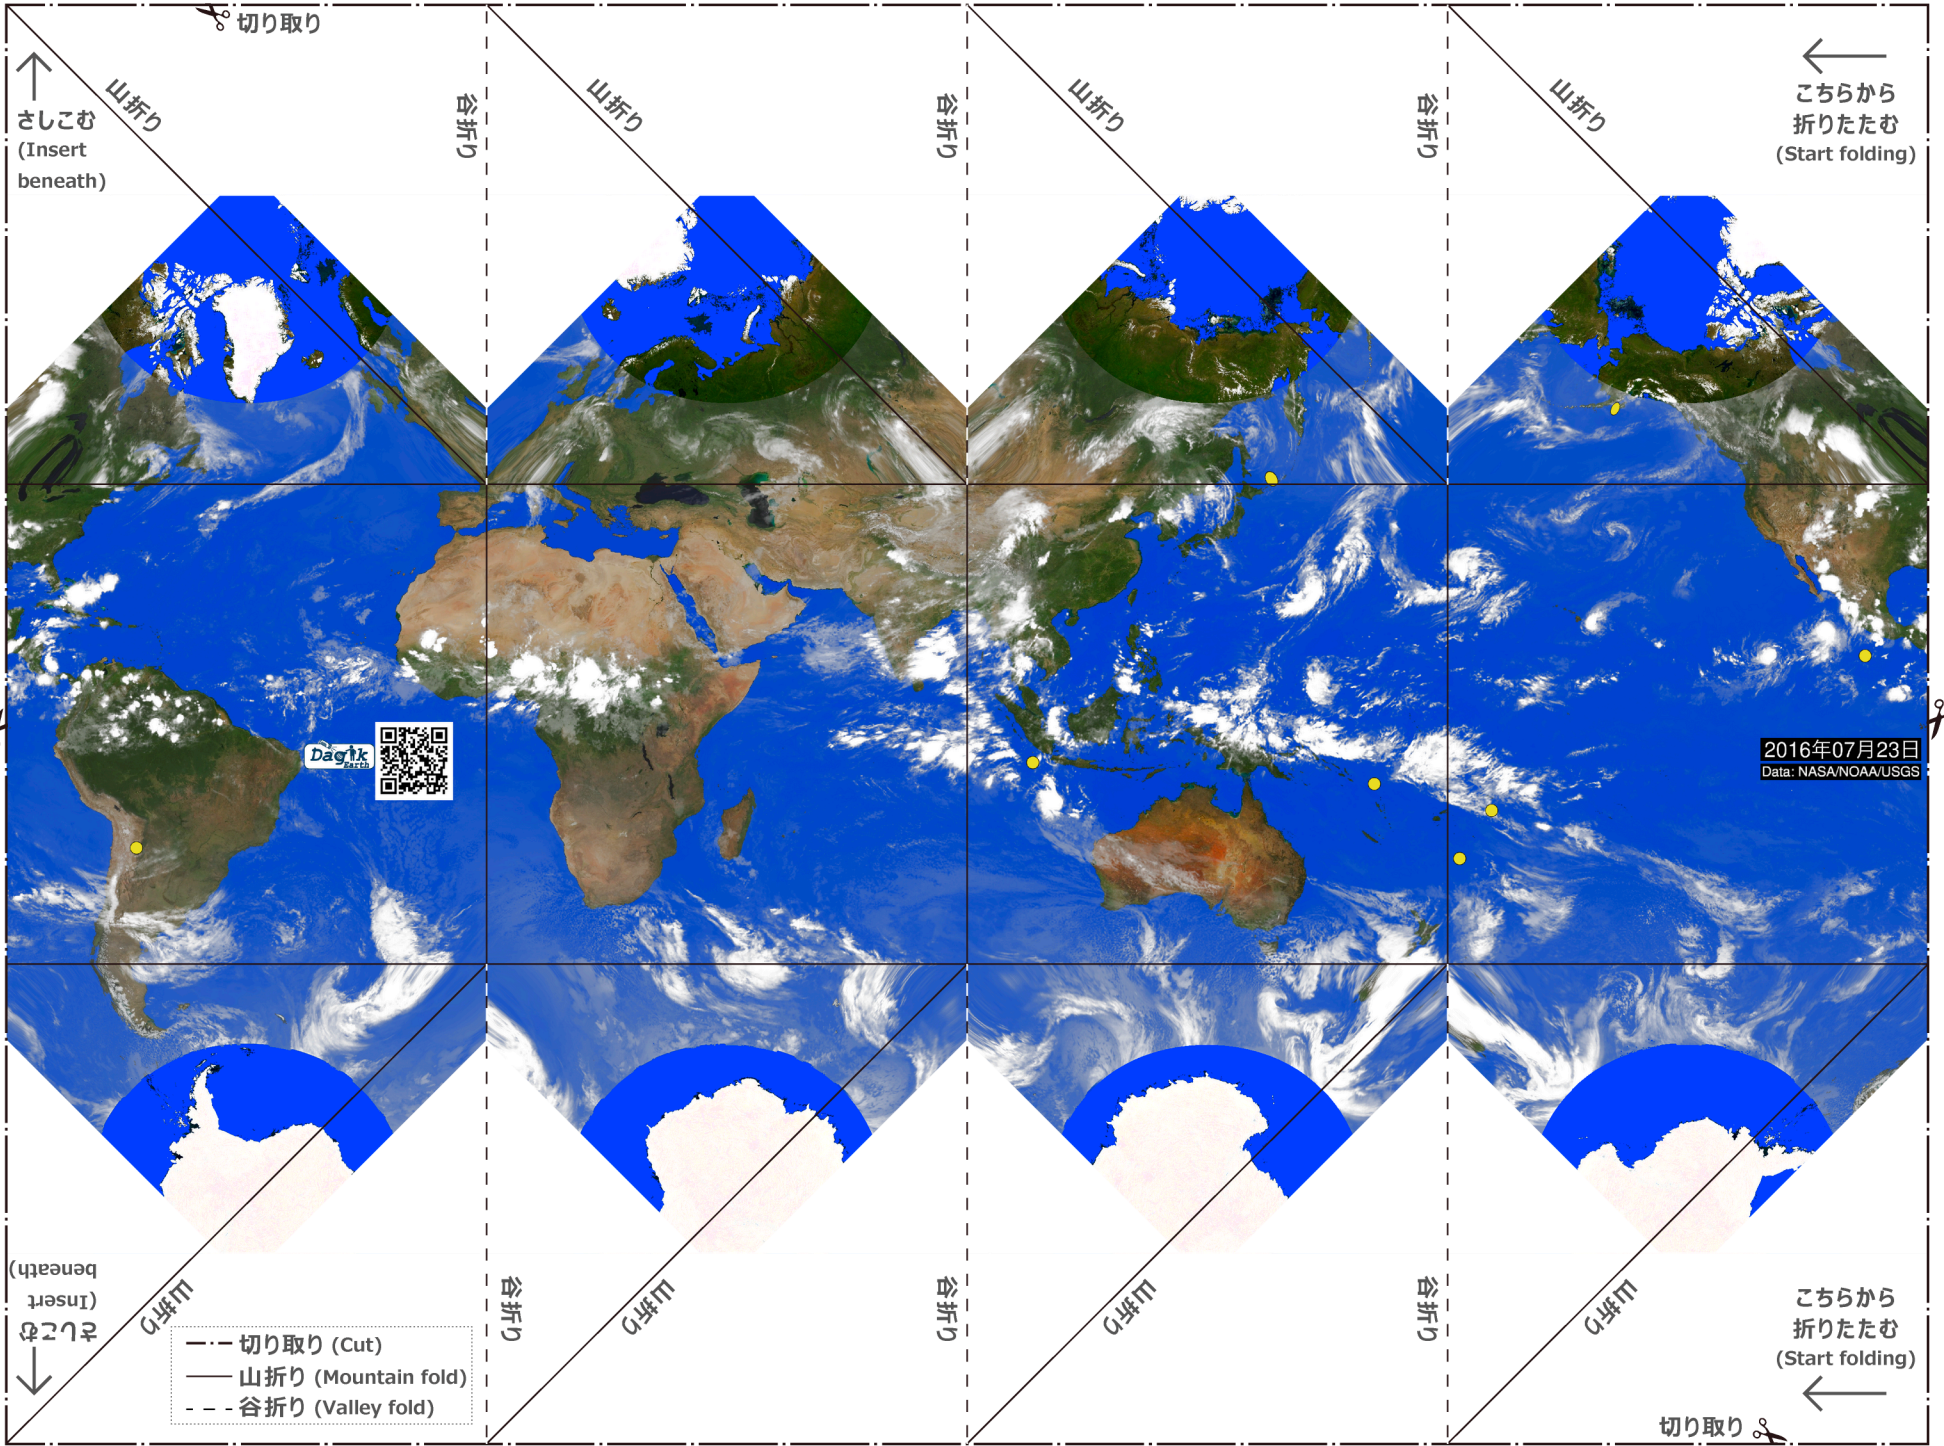 切り取り
山折り
谷折り
山折り
谷折り
山折り
谷折り
山折り
さしこむ
(Insert
beneath)
こちらから
折りたたむ
(Start folding)
Dagik
Earth
2016年07月23日
Data: NASA/NOAA/USGS
さしこむ
(Insert
beneath)
山折り
谷折り
山折り
谷折り
山折り
谷折り
山折り
こちらから
折りたたむ
(Start folding)
切り取り (Cut)
山折り (Mountain fold)
谷折り (Valley fold)
切り取り